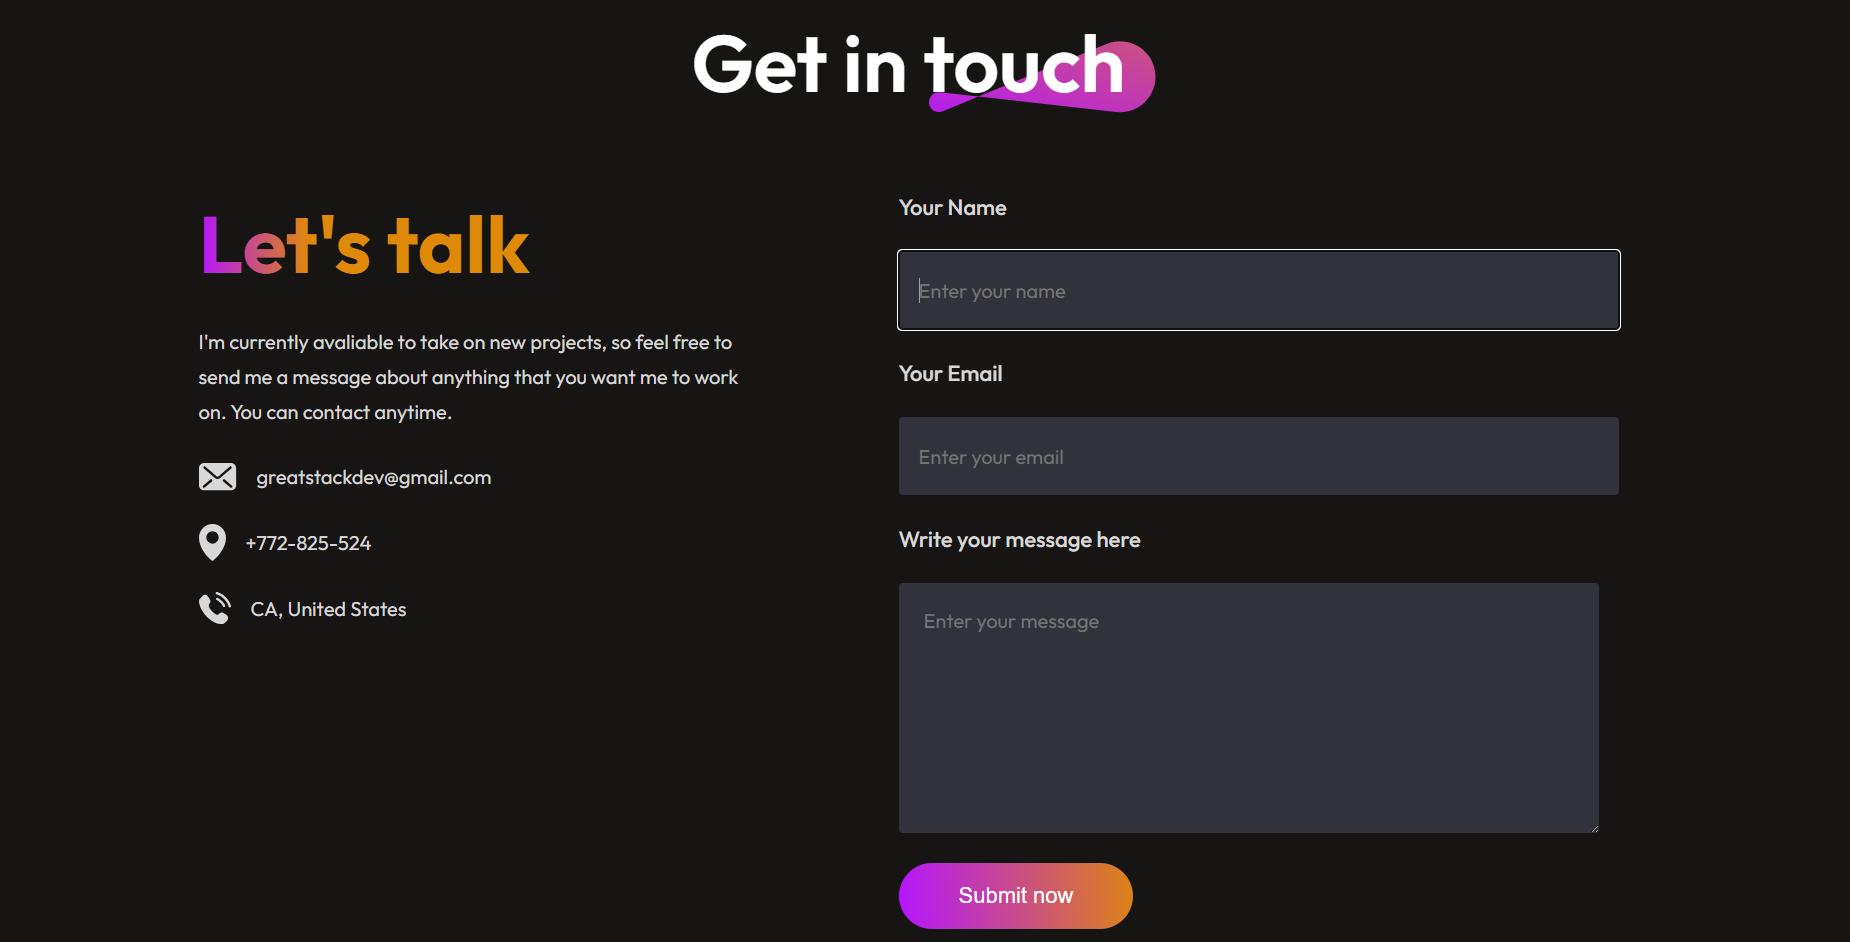 Get in touch
Let's talk
I'm currently avaliable to take on new projects, so feel free to
send me a message about anything that you want me to work
on. You can contact anytime.
greatstackdev@gmail.com
+772-825-524
CA, United States
Your Name
Enter your name
Your Email
Enter your email
Write your message here
Enter your message
Submit now